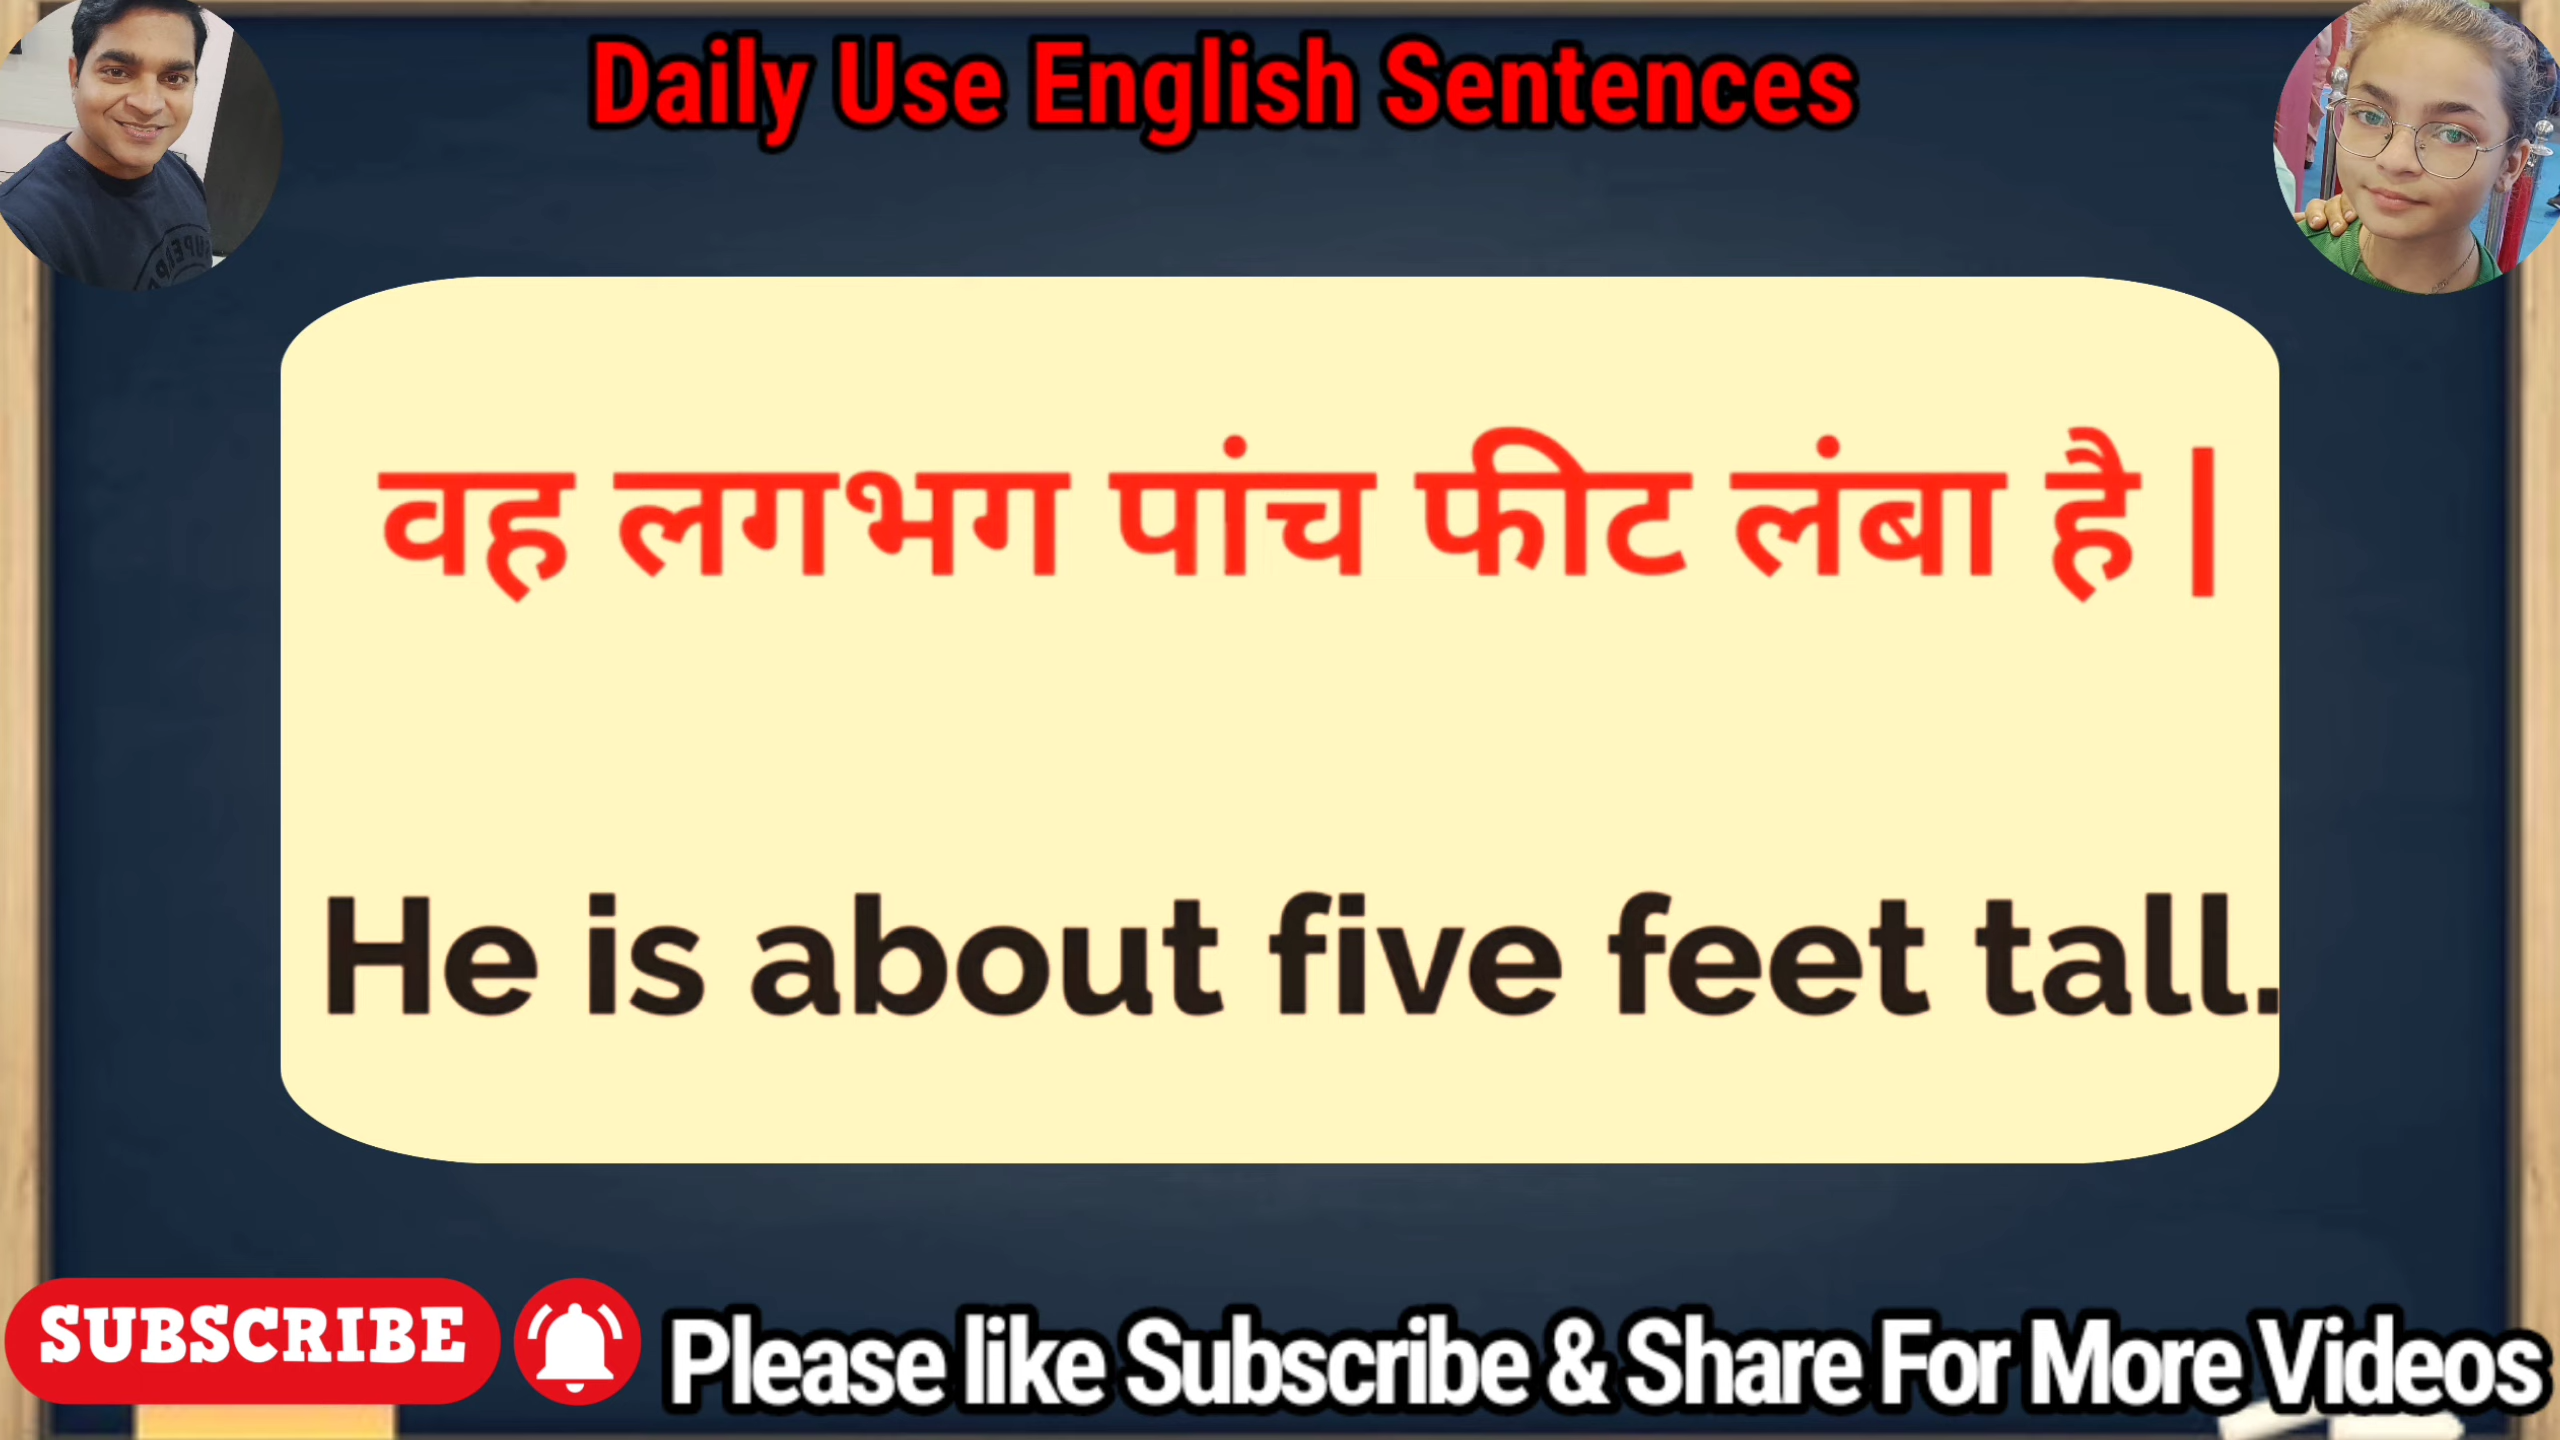 Daily Use English Sentences
वह लगभग पांच फीट लंबा है |
He is about five feet tall.
SUBSCRIBE
Please like Subscribe & Share For More Videos